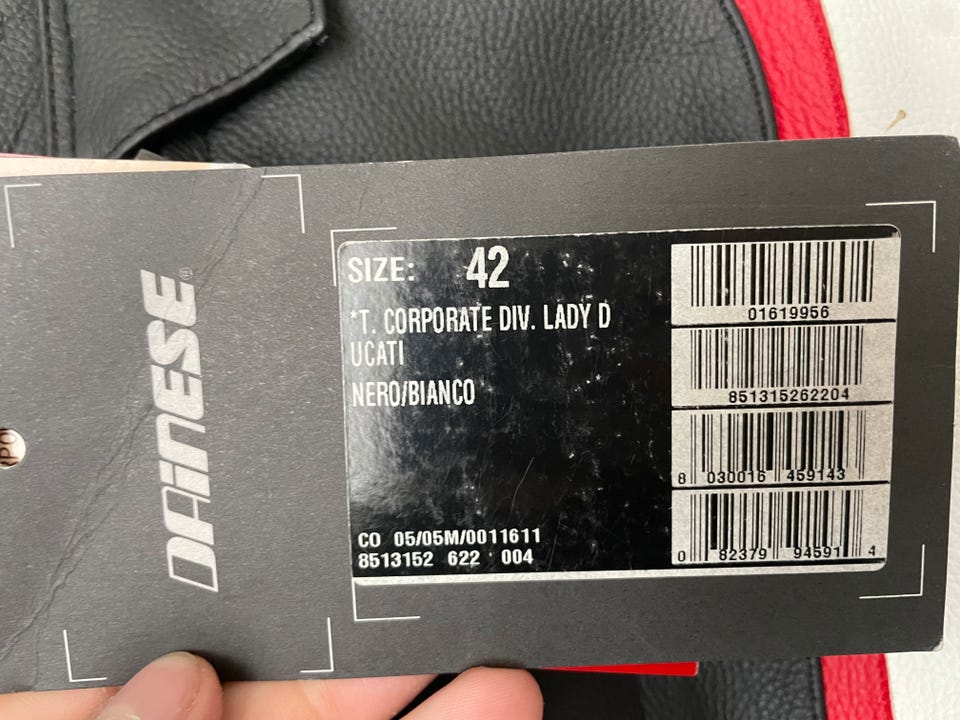 DAINESE
SIZE: 42
*T. CORPORATE DIV. LADY D
UCATI
NERO/BIANCO
CO 05/05M/0011611
8513152 622 004
01619956
851315262204
8 030016 459143
0 82379 94591 4